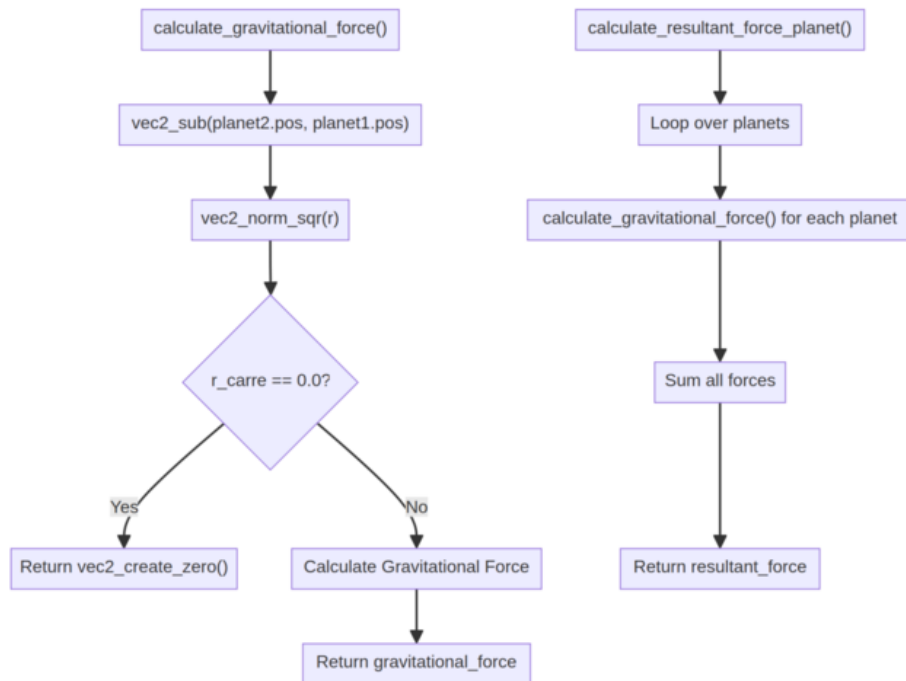 calculate_gravitational_force()
vec2_sub(planet2.pos, planet1.pos)
vec2_norm_sqr(r)
r_carre == 0.0?
Yes
No
Return vec2_create_zero()
Calculate Gravitational Force
Return gravitational_force
calculate_resultant_force_planet()
Loop over planets
calculate_gravitational_force() for each planet
Sum all forces
Return resultant_force